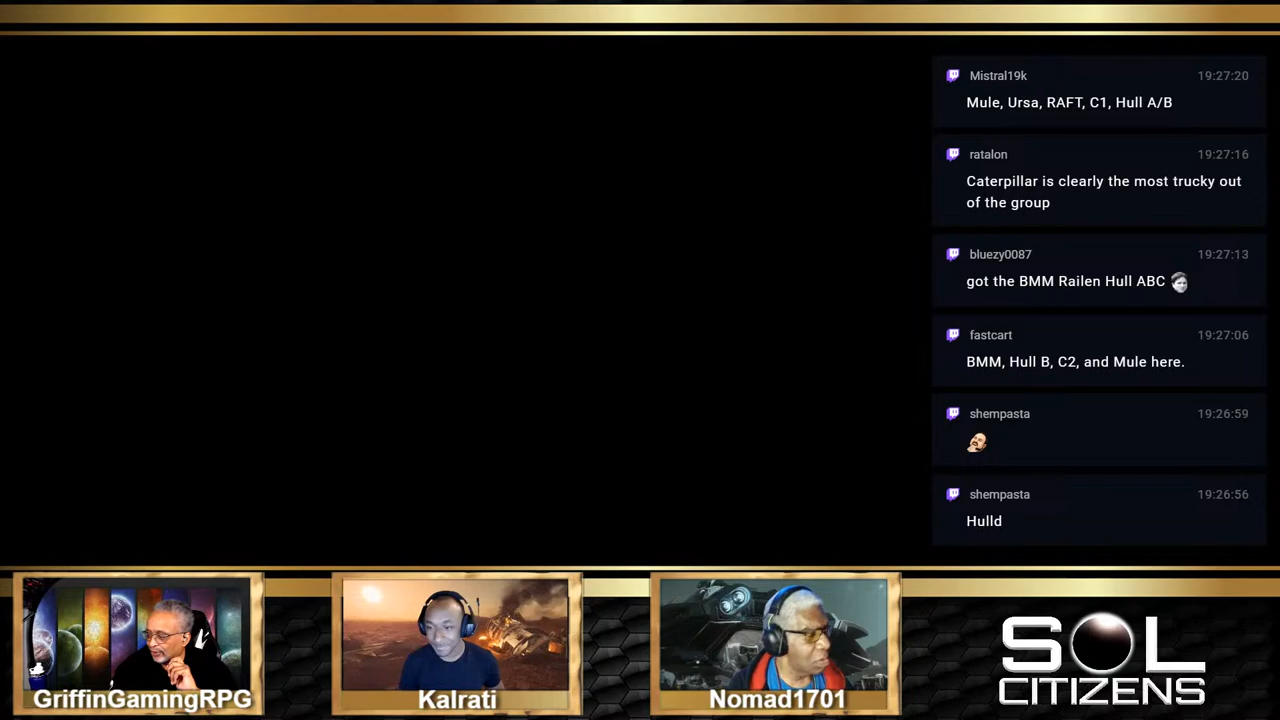 Mistral19k 19:27:20
Mule, Ursa, RAFT, C1, Hull A/B
ratalon 19:27:16
Caterpillar is clearly the most trucky out
of the group
bluezy0087 19:27:13
got the BMM Railen Hull ABC
fastcart 19:27:06
BMM, Hull B, C2, and Mule here.
shempasta 19:26:59
shempasta 19:26:56
Hulld
GriffinGamingRPG
Kalrati
Nomad1701
SOL
CITIZENS